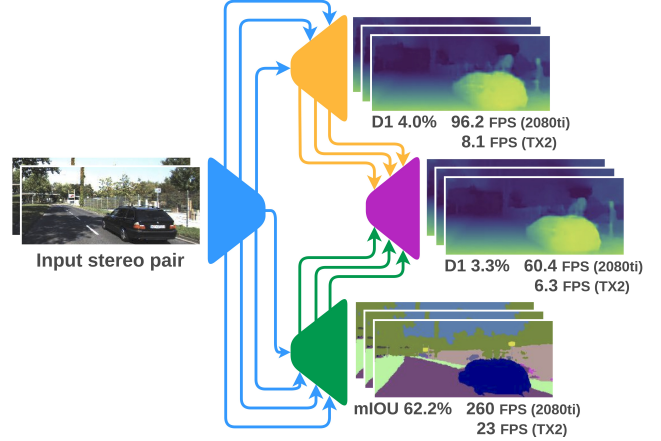 D1 4.0% 96.2 FPS (2080ti)
8.1 FPS (TX2)
Input stereo pair
D1 3.3% 60.4 FPS (2080ti)
6.3 FPS (TX2)
mIOU 62.2% 260 FPS (2080ti)
23 FPS (TX2)